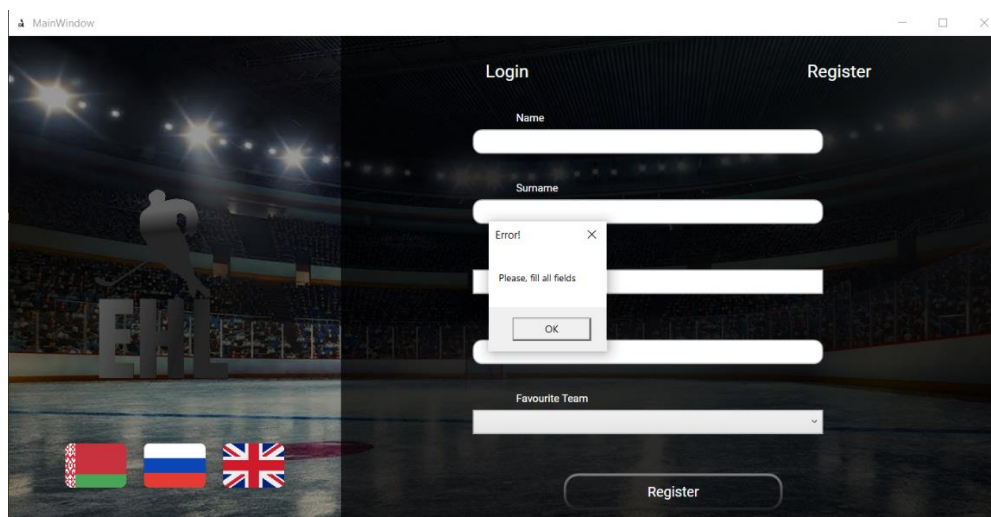 MainWindow
Login
Register
Name
Surname
Error!
Please, fill all fields
OK
Favourite Team
Register
EHL